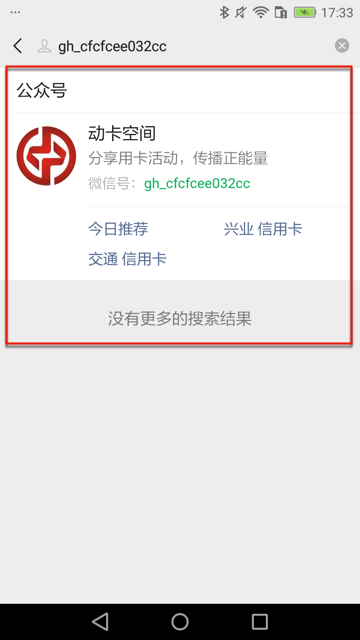 17:33
gh_cfcfcee032cc
公众号
动卡空间
分享用卡活动，传播正能量
微信号：gh_cfcfcee032cc
今日推荐 兴业 信用卡
交通 信用卡
没有更多的搜索结果